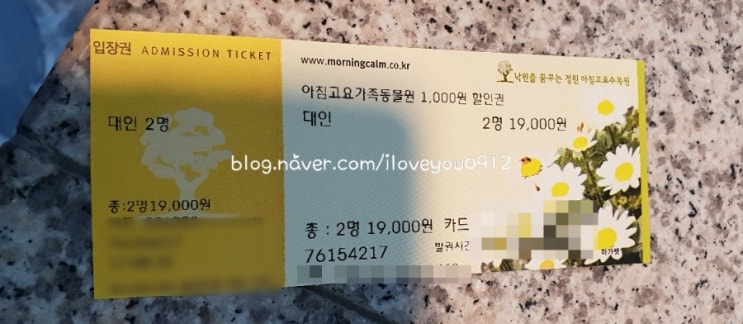 입장권 ADMISSION TICKET
대인 2명
총:2명19,000원
www.morningcalm.co.kr
낙원을 꿈꾸는 정원 아침고요수목원
아침고요가족동물원 1,000원 할인권
대인 2명 19,000원
blog.naver.com/iloveyou0912
총 : 2명 19,000원 카드
76154217 발권시간